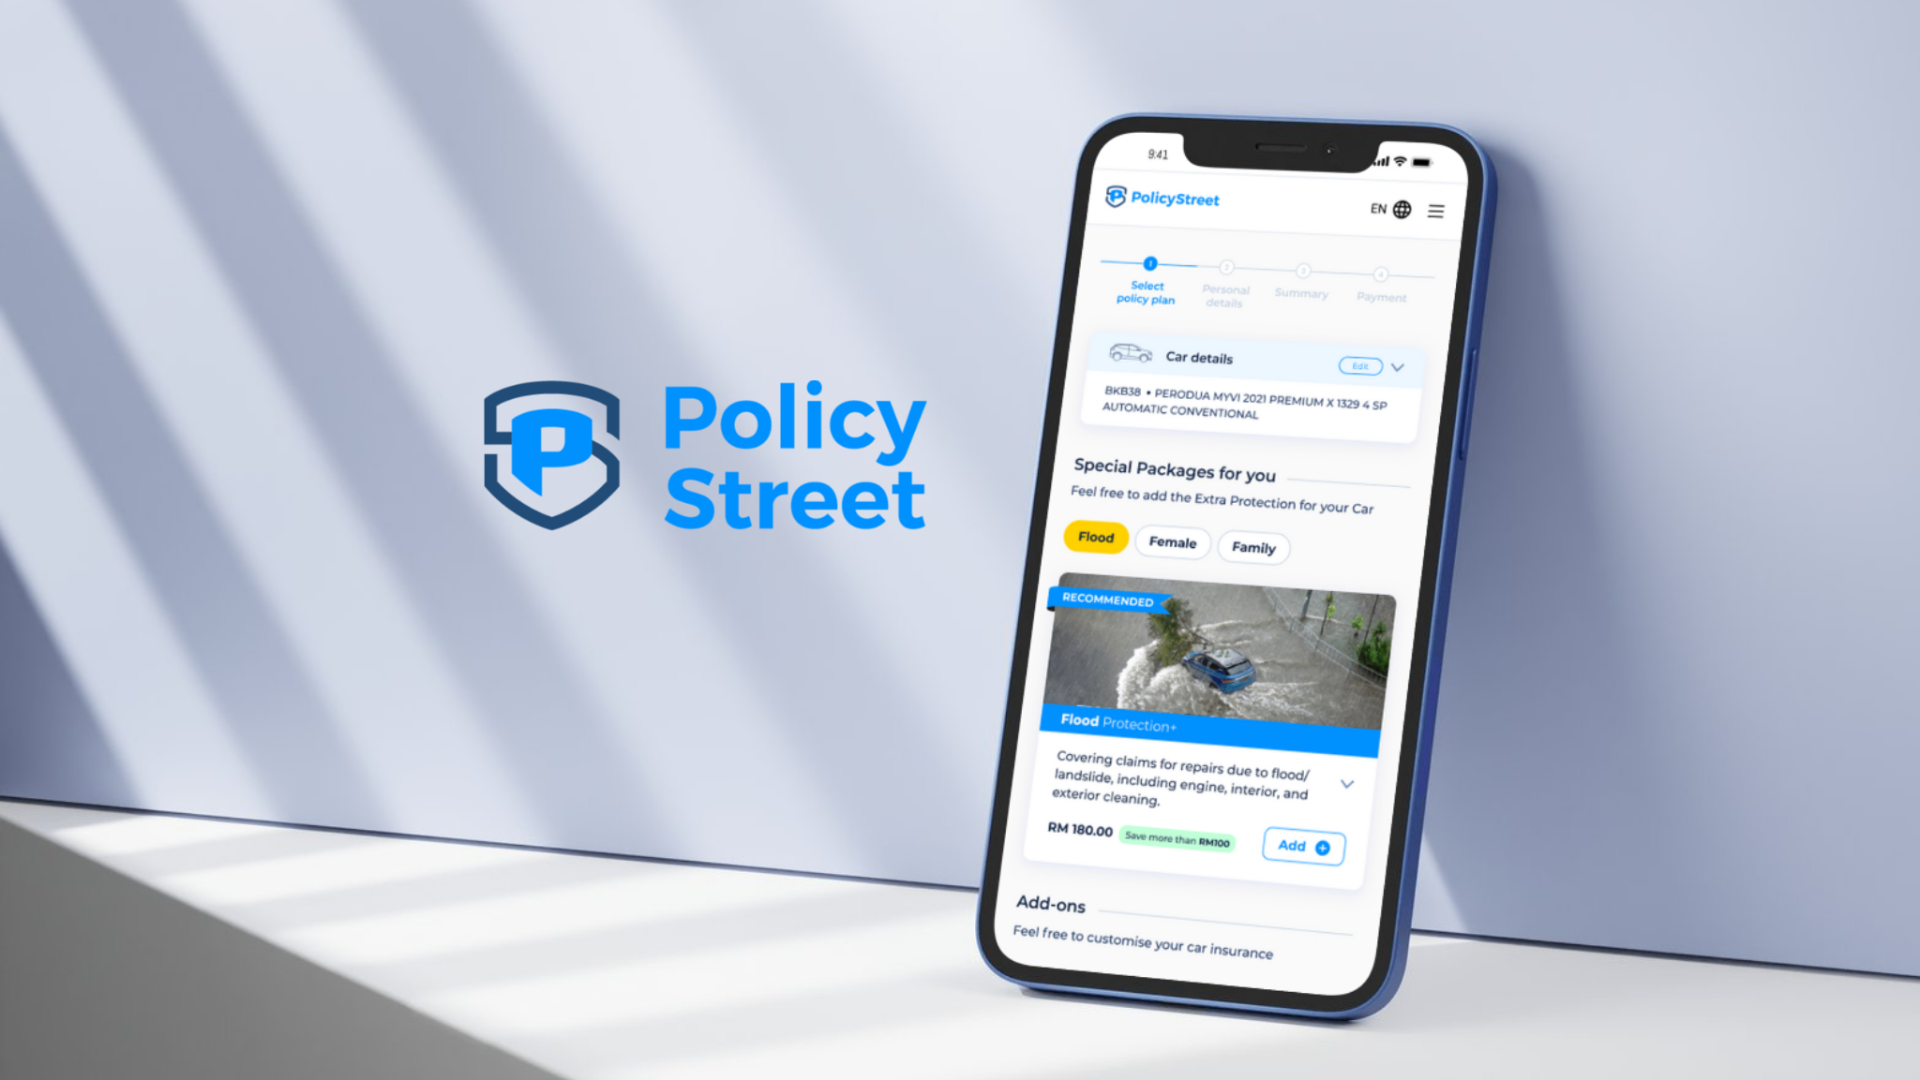 Policy
Street
9:41
PolicyStreet
EN
1
2
3
4
Select
policy plan
Personal
details
Summary
Payment
Car details
Edit
BKB38 • PERODUA MYVI 2021 PREMIUM X 1329 4 SP
AUTOMATIC CONVENTIONAL
Special Packages for you
Feel free to add the Extra Protection for your Car
Flood
Female
Family
RECOMMENDED
Flood Protection+
Covering claims for repairs due to flood/
landslide, including engine, interior, and
exterior cleaning.
RM 180.00
Save more than RM100
Add
Add-ons
Feel free to customise your car insurance